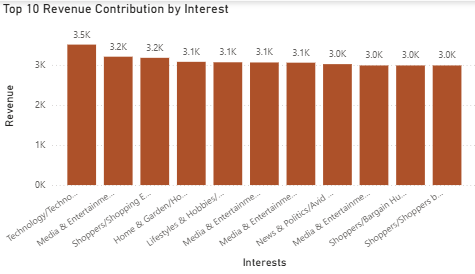 Top 10 Revenue Contribution by Interest
3.5K
3.2K
3.2K
3.1K
3.1K
3.1K
3.1K
3.0K
3.0K
3.0K
3.0K
3K
2K
1K
0K
Revenue
Technology/Techno...
Media & Entertainme...
Shoppers/Shopping E...
Home & Garden/Ho...
Lifestyles & Hobbies/...
Media & Entertainme...
Media & Entertainme...
News & Politics/Avid ...
Media & Entertainme...
Shoppers/Bargain Hu...
Shoppers/Shoppers b...
Interests